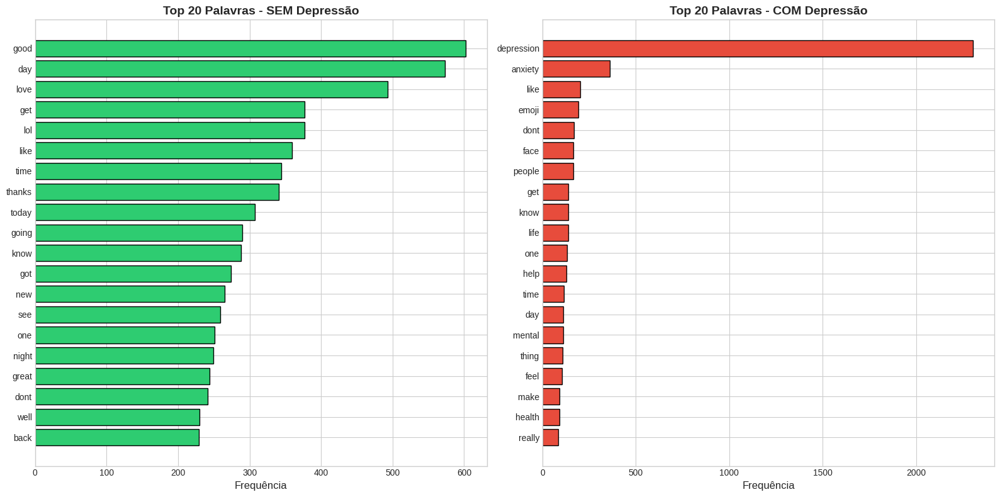 Top 20 Palavras - SEM Depressão
good
day
love
get
lol
like
time
thanks
today
going
know
got
new
see
one
night
great
dont
well
back
0 100 200 300 400 500 600
Frequência
Top 20 Palavras - COM Depressão
depression
anxiety
like
emoji
dont
face
people
get
know
life
one
help
time
day
mental
thing
feel
make
health
really
0 500 1000 1500 2000
Frequência